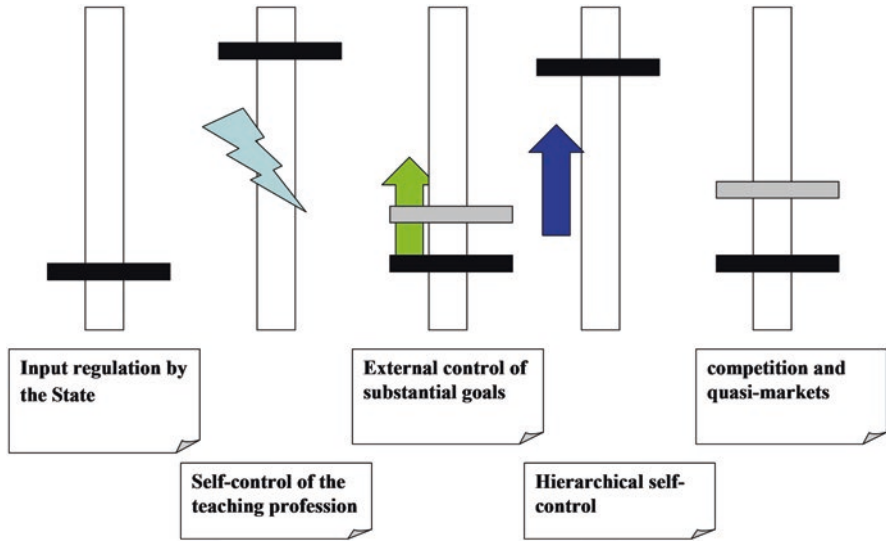 Input regulation by
the State
Self-control of the
teaching profession
External control of
substantial goals
Hierarchical self-
control
competition and
quasi-markets